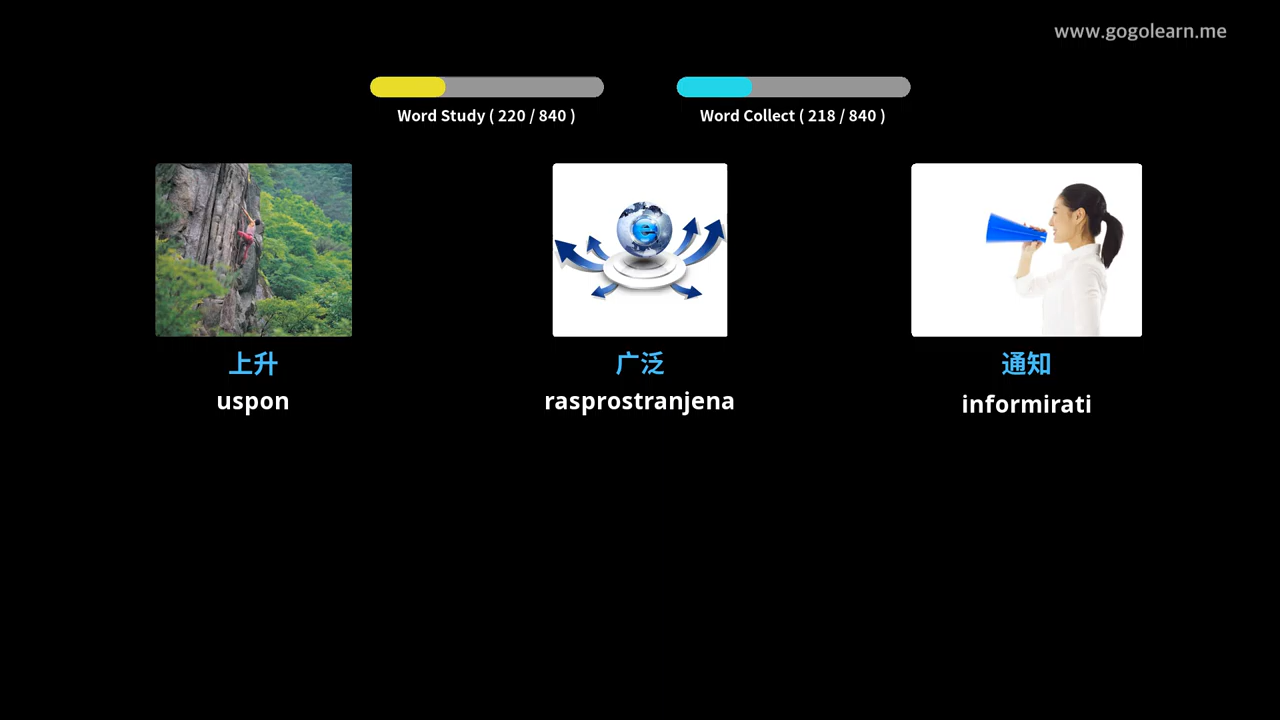 www.gogolearn.me
Word Study ( 220 / 840 )
Word Collect ( 218 / 840 )
e
上升
广泛
通知
uspon
rasprostranjena
informirati